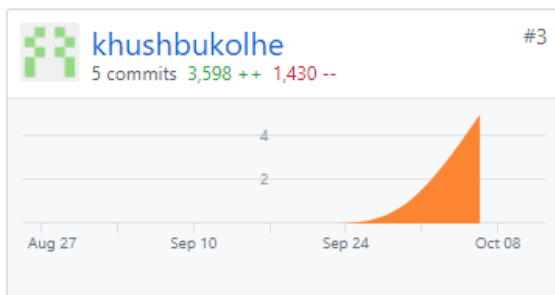 khushbukolhe #3
5 commits 3,598 ++ 1,430 --
4
2
Aug 27 Sep 10 Sep 24 Oct 08